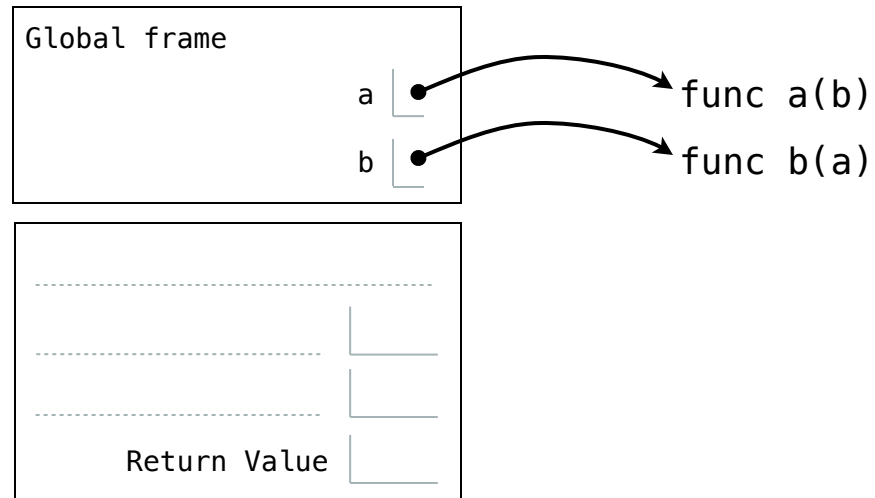 Global frame
a
func a(b)
b
func b(a)
Return Value